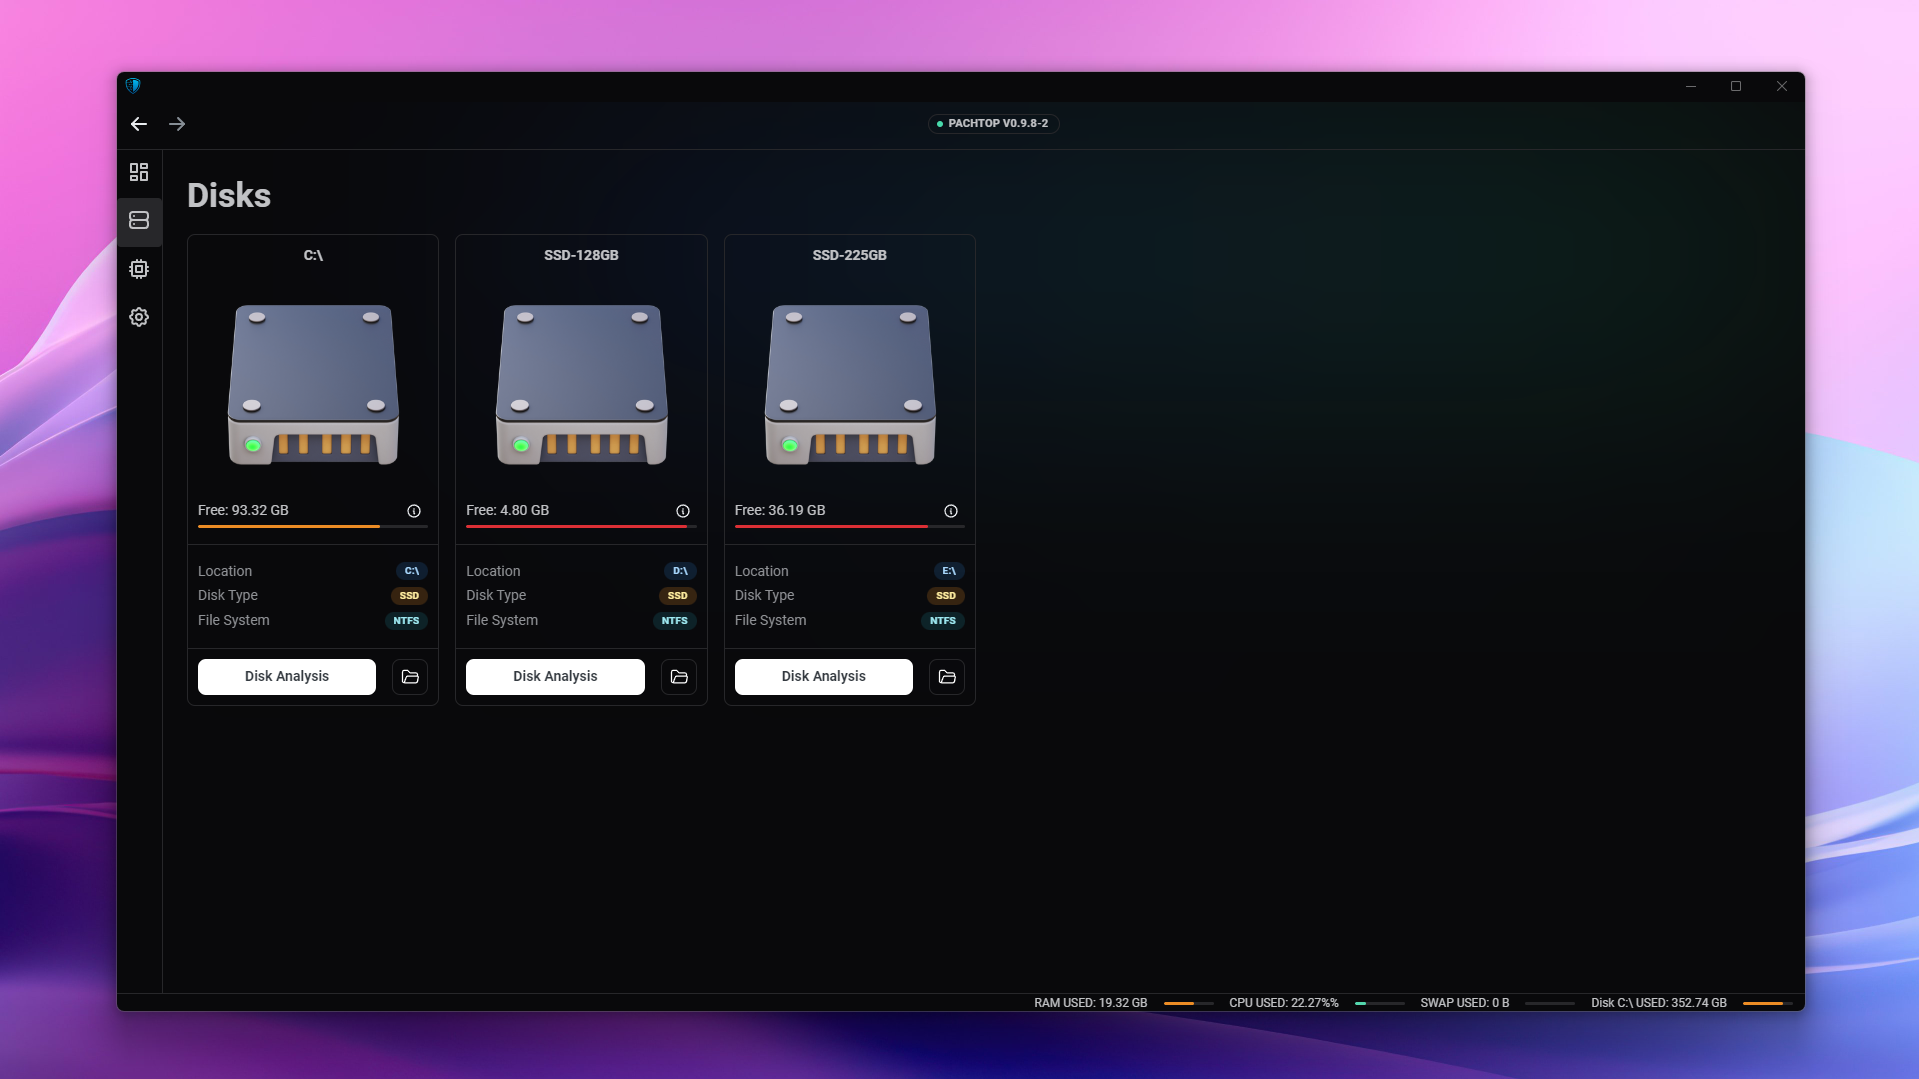 PACHTOP V0.9.8-2
Disks
C:\
SSD-128GB
SSD-225GB
Free: 93.32 GB
Free: 4.80 GB
Free: 36.19 GB
Location C:\
Disk Type SSD
File System NTFS
Location D:\
Disk Type SSD
File System NTFS
Location E:\
Disk Type SSD
File System NTFS
Disk Analysis
Disk Analysis
Disk Analysis
RAM USED: 19.32 GB
CPU USED: 22.27%%
SWAP USED: 0 B
Disk C:\ USED: 352.74 GB